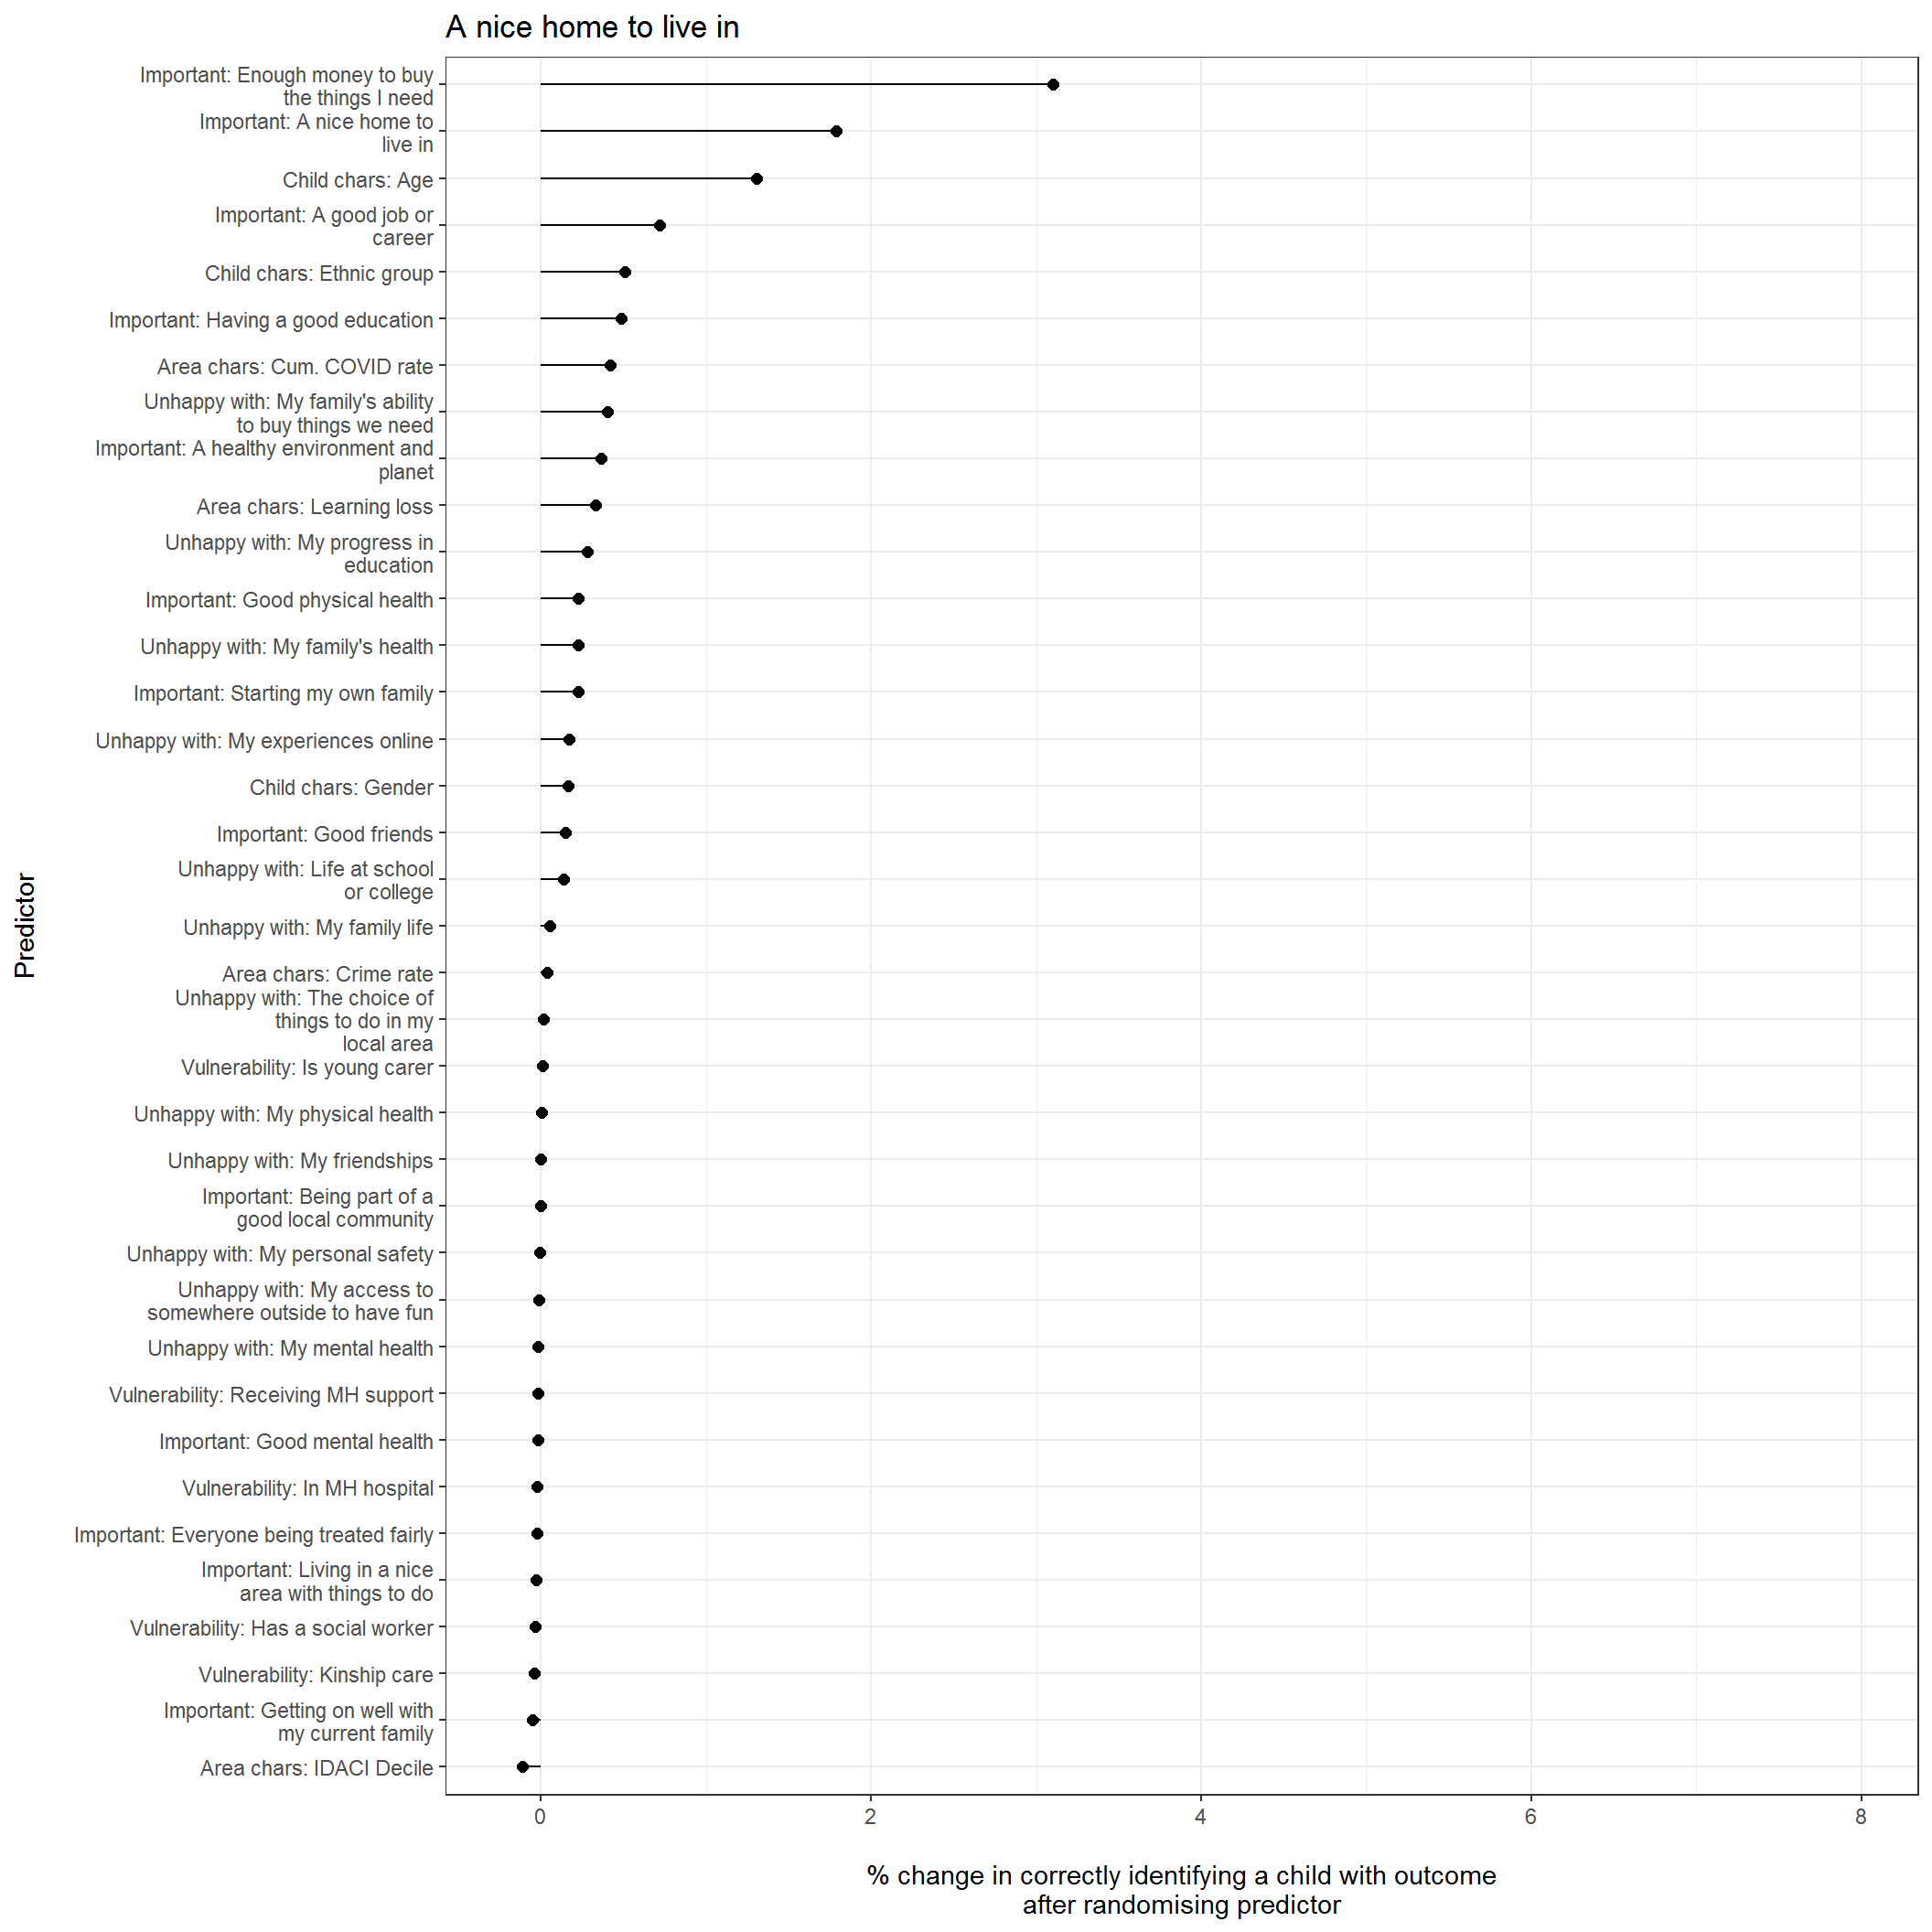 A nice home to live in
Important: Enough money to buy
the things I need
Important: A nice home to
live in
Child chars: Age
Important: A good job or
career
Child chars: Ethnic group
Important: Having a good education
Area chars: Cum. COVID rate
Unhappy with: My family's ability
to buy things we need
Important: A healthy environment and
planet
Area chars: Learning loss
Unhappy with: My progress in
education
Important: Good physical health
Unhappy with: My family's health
Important: Starting my own family
Unhappy with: My experiences online
Child chars: Gender
Important: Good friends
Unhappy with: Life at school
or college
Unhappy with: My family life
Area chars: Crime rate
Unhappy with: The choice of
things to do in my
local area
Vulnerability: Is young carer
Unhappy with: My physical health
Unhappy with: My friendships
Important: Being part of a
good local community
Unhappy with: My personal safety
Unhappy with: My access to
somewhere outside to have fun
Unhappy with: My mental health
Vulnerability: Receiving MH support
Important: Good mental health
Vulnerability: In MH hospital
Important: Everyone being treated fairly
Important: Living in a nice
area with things to do
Vulnerability: Has a social worker
Vulnerability: Kinship care
Important: Getting on well with
my current family
Area chars: IDACI Decile
Predictor
0 2 4 6 8
% change in correctly identifying a child with outcome
after randomising predictor